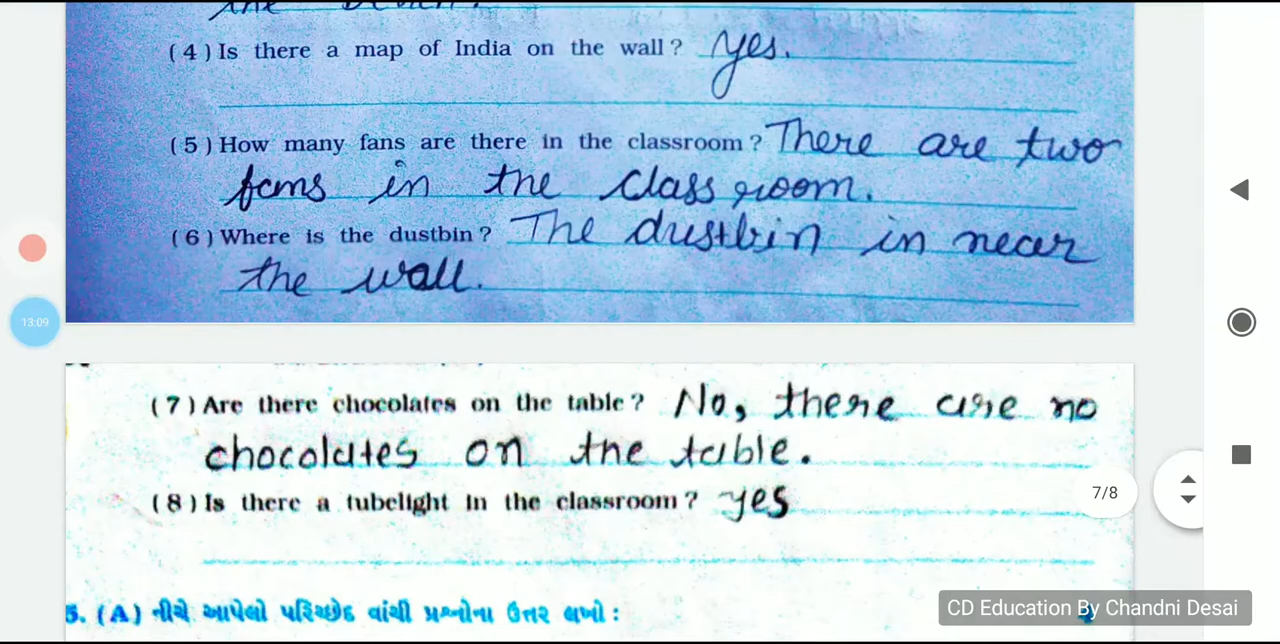 (4) Is there a map of India on the wall? yes.
(5) How many fans are there in the classroom? There are two
fans in the class room.
(6) Where is the dustbin? The dustbin in near
the wall.
(7) Are there chocolates on the table? No, there are no
chocolates on the table.
(8) Is there a tubelight in the classroom? yes
5. (A) નીચે આપેલો પરિચ્છેદ વાંચી પ્રશ્નોના ઉત્તર લખો :
13:09
7/8
CD Education By Chandni Desai